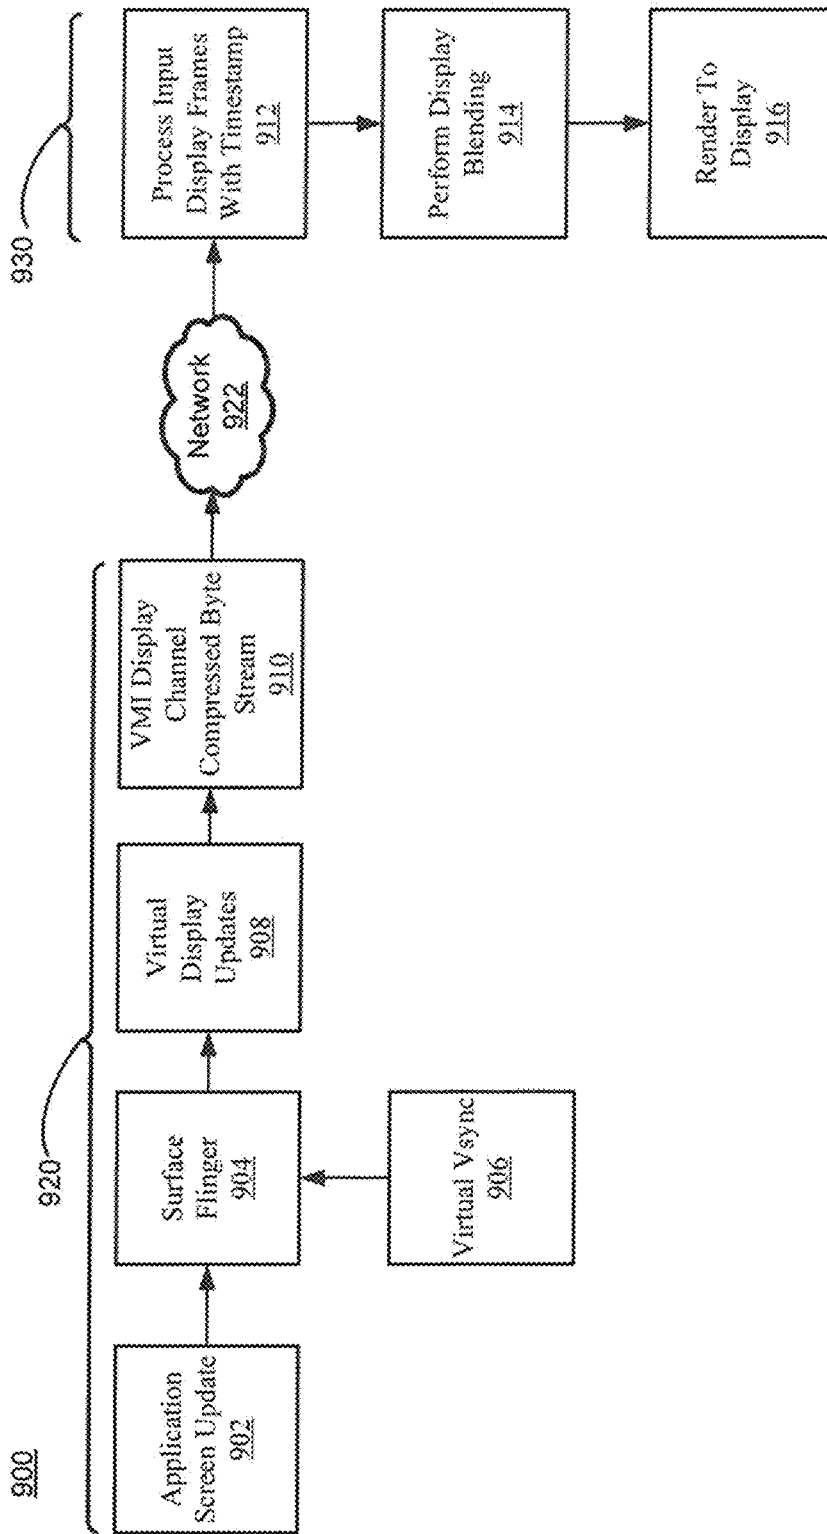 900
920
930
Application
Screen Update
902
Surface
Flinger
904
Virtual Vsync
906
Virtual
Display
Updates
908
VMI Display
Channel
Compressed Byte
Stream
910
Network
922
Process Input
Display Frames
With Timestamp
912
Perform Display
Blending
914
Render To
Display
916